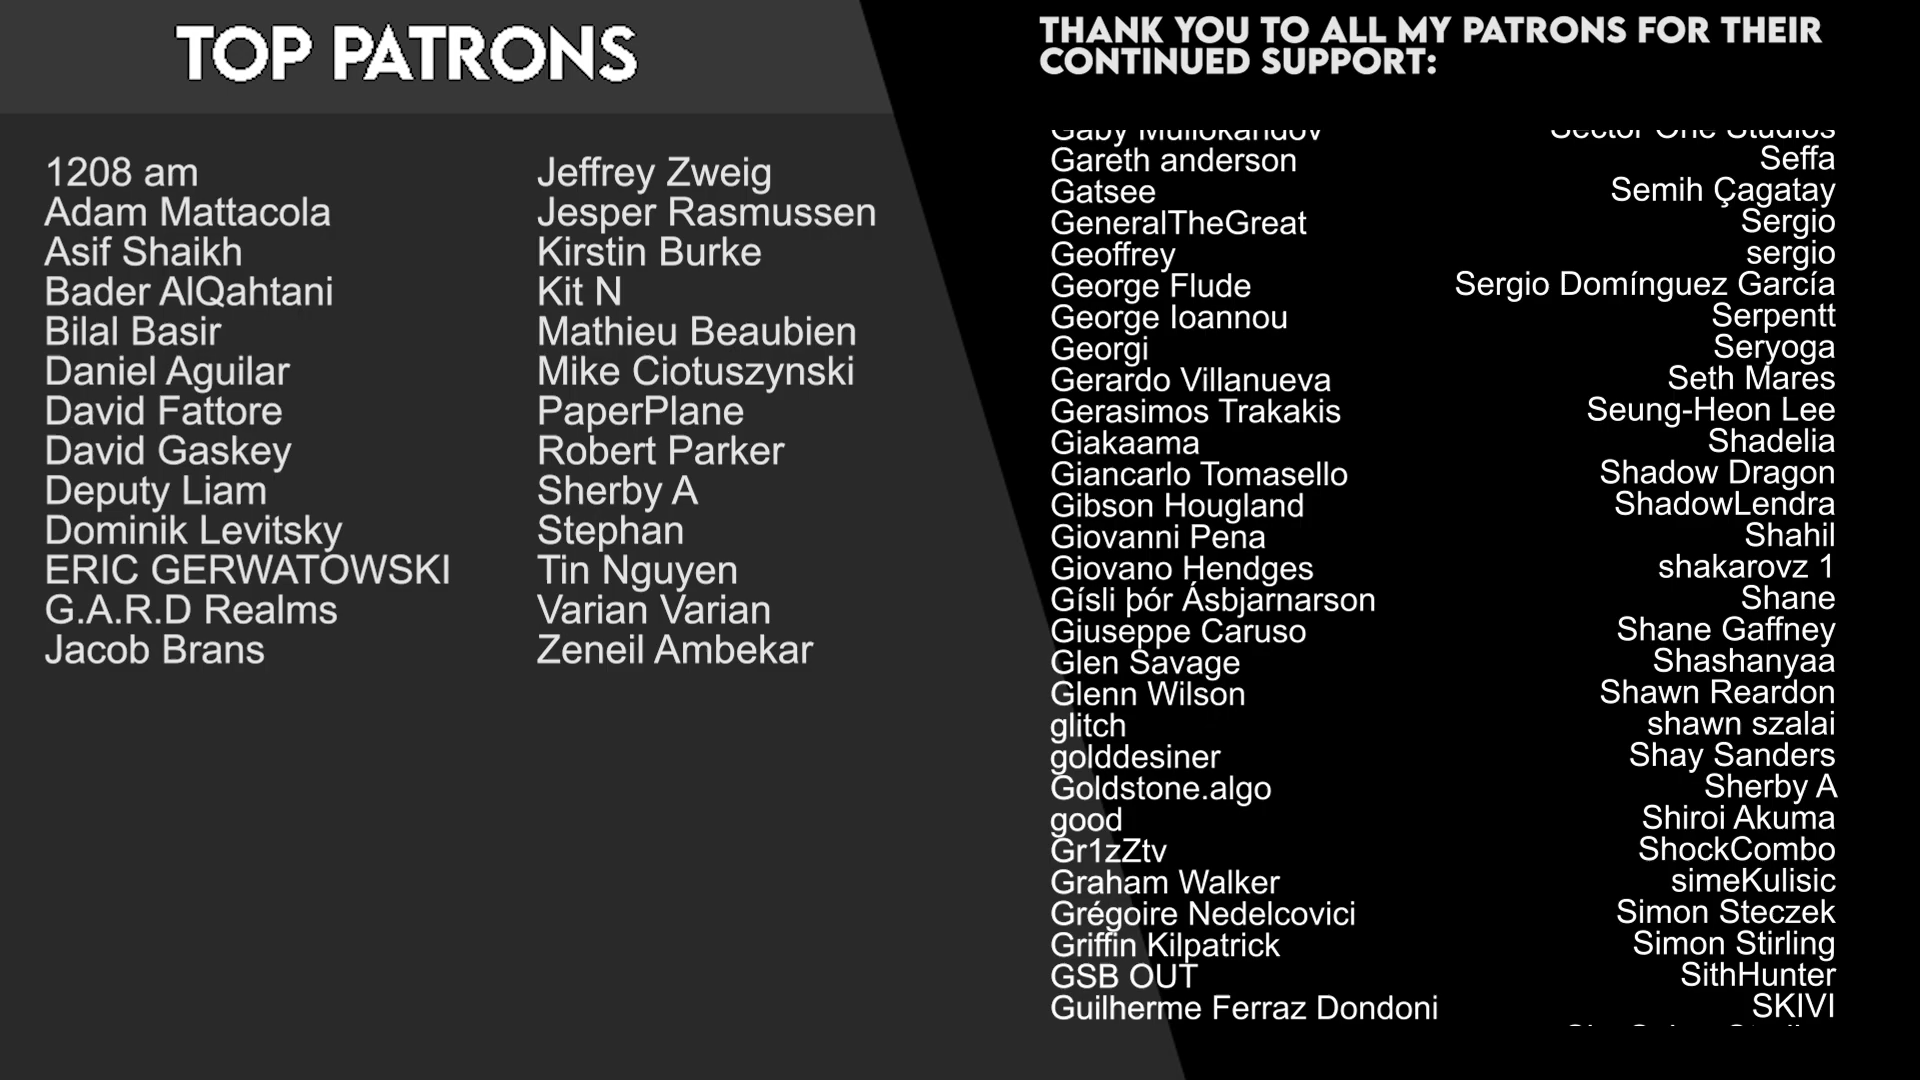 TOP PATRONS
1208 am
Adam Mattacola
Asif Shaikh
Bader AlQahtani
Bilal Basir
Daniel Aguilar
David Fattore
David Gaskey
Deputy Liam
Dominik Levitsky
ERIC GERWATOWSKI
G.A.R.D Realms
Jacob Brans
Jeffrey Zweig
Jesper Rasmussen
Kirstin Burke
Kit N
Mathieu Beaubien
Mike Ciotuszynski
PaperPlane
Robert Parker
Sherby A
Stephan
Tin Nguyen
Varian Varian
Zeneil Ambekar
THANK YOU TO ALL MY PATRONS FOR THEIR
CONTINUED SUPPORT:
Gaby Mullokandov
Gareth anderson
Gatsee
GeneralTheGreat
Geoffrey
George Flude
George Ioannou
Georgi
Gerardo Villanueva
Gerasimos Trakakis
Giakaama
Giancarlo Tomasello
Gibson Hougland
Giovanni Pena
Giovano Hendges
Gísli þór Ásbjarnarson
Giuseppe Caruso
Glen Savage
Glenn Wilson
glitch
golddesiner
Goldstone.algo
good
Gr1zZtv
Graham Walker
Grégoire Nedelcovici
Griffin Kilpatrick
GSB OUT
Guilherme Ferraz Dondoni
Sector One Studios
Seffa
Semih Çagatay
Sergio
sergio
Sergio Domínguez García
Serpentt
Seryoga
Seth Mares
Seung-Heon Lee
Shadelia
Shadow Dragon
ShadowLendra
Shahil
shakarovz 1
Shane
Shane Gaffney
Shashanyaa
Shawn Reardon
shawn szalai
Shay Sanders
Sherby A
Shiroi Akuma
ShockCombo
simeKulisic
Simon Steczek
Simon Stirling
SithHunter
SKIVI